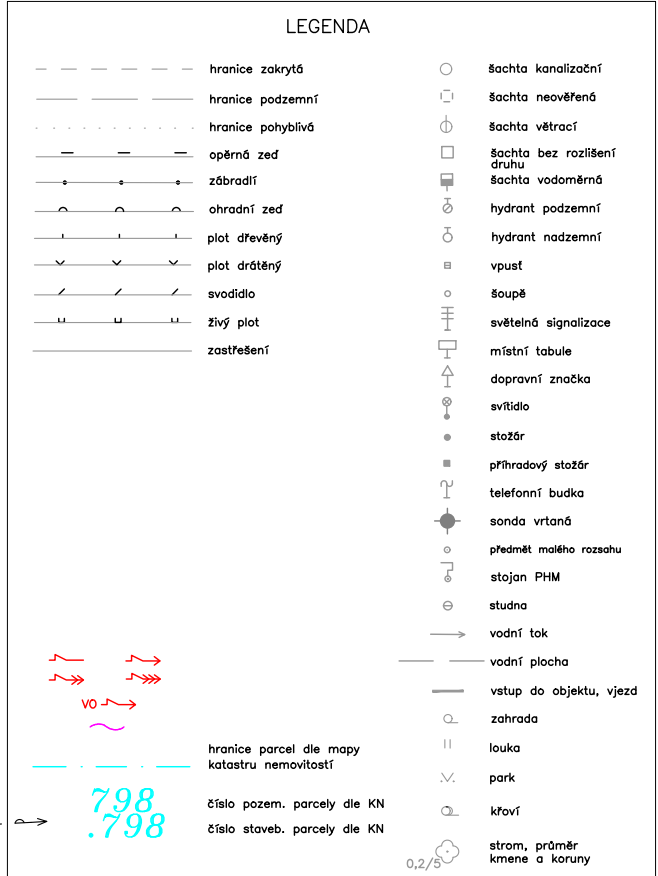 LEGENDA
hranice zakrytá
hranice podzemní
hranice pohyblivá
opěrná zeď
zábradlí
ohradní zeď
plot dřevěný
plot drátěný
svodidlo
živý plot
zastřešení
VO
hranice parcel dle mapy
katastru nemovitostí
798
číslo pozem. parcely dle KN
.798
číslo staveb. parcely dle KN
šachta kanalizační
šachta neověřená
šachta větrací
šachta bez rozlišení
druhu
šachta vodoměrná
hydrant podzemní
hydrant nadzemní
vpusť
šoupě
světelná signalizace
místní tabule
dopravní značka
svítidlo
stožár
příhradový stožár
telefonní budka
sonda vrtaná
předmět malého rozsahu
stojan PHM
studna
vodní tok
vodní plocha
vstup do objektu, vjezd
zahrada
louka
park
křoví
strom, průměr
kmene a koruny
0,2/5